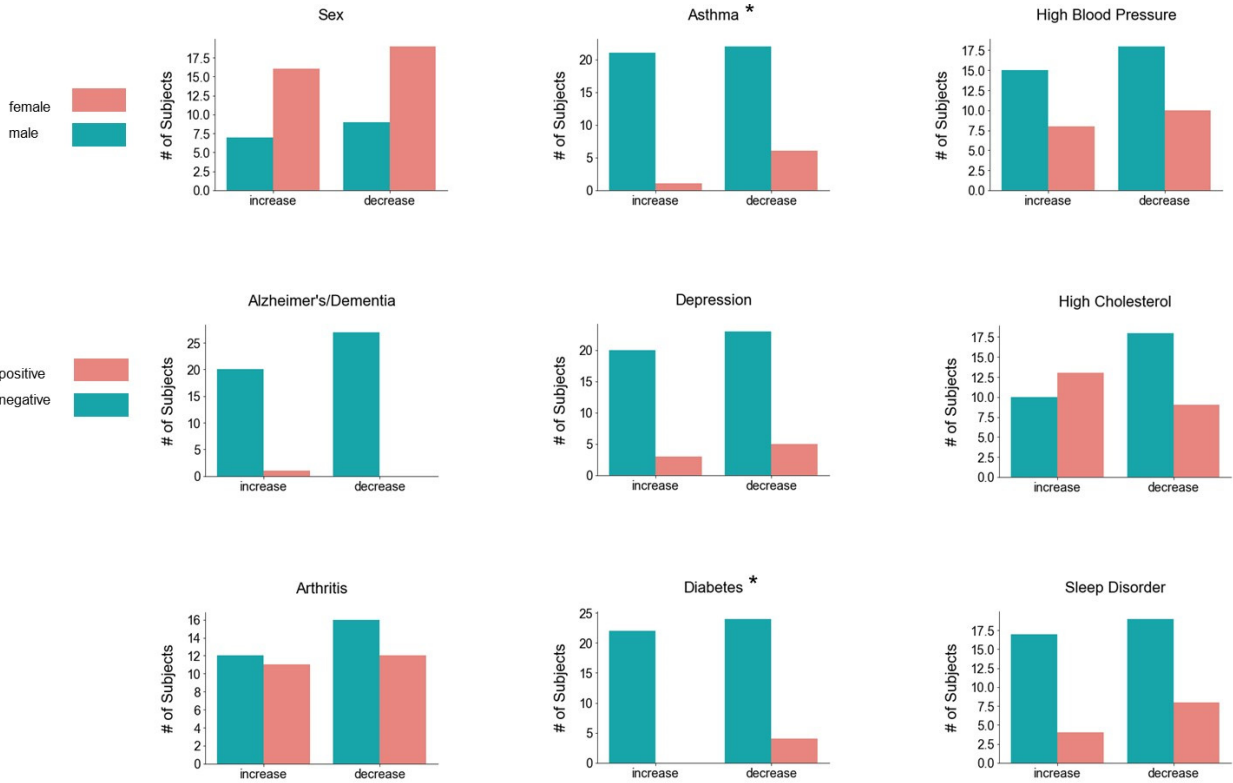 Sex
Asthma *
High Blood Pressure
female
male
# of Subjects
17.5
15.0
12.5
10.0
7.5
5.0
2.5
0.0
increase
decrease
# of Subjects
20
15
10
5
0
increase
decrease
# of Subjects
17.5
15.0
12.5
10.0
7.5
5.0
2.5
0.0
increase
decrease
Alzheimer's/Dementia
Depression
High Cholesterol
positive
negative
# of Subjects
25
20
15
10
5
0
increase
decrease
# of Subjects
20
15
10
5
0
increase
decrease
# of Subjects
17.5
15.0
12.5
10.0
7.5
5.0
2.5
0.0
increase
decrease
Arthritis
Diabetes *
Sleep Disorder
# of Subjects
16
14
12
10
8
6
4
2
0
increase
decrease
# of Subjects
25
20
15
10
5
0
increase
decrease
# of Subjects
17.5
15.0
12.5
10.0
7.5
5.0
2.5
0.0
increase
decrease